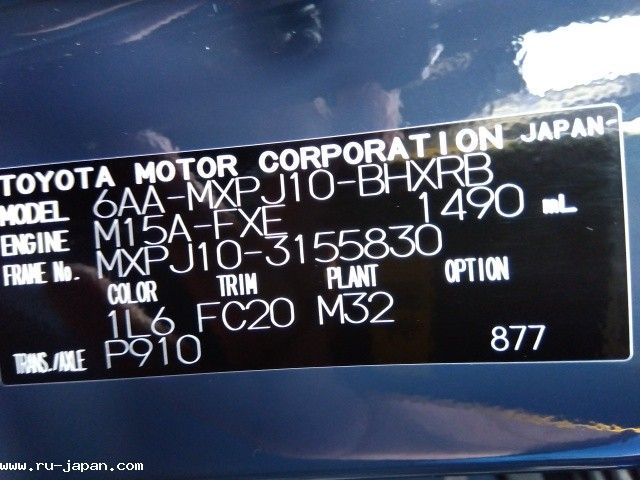 TOYOTA MOTOR CORPORATION JAPAN
MODEL 6AA-MXPJ10-BHXRB
ENGINE M15A-FXE 1490 mL
FRAME No. MXPJ10-3155830
COLOR TRIM PLANT OPTION
1L6 FC20 M32
TRANS./AXLE P910 877
www.ru-japan.com